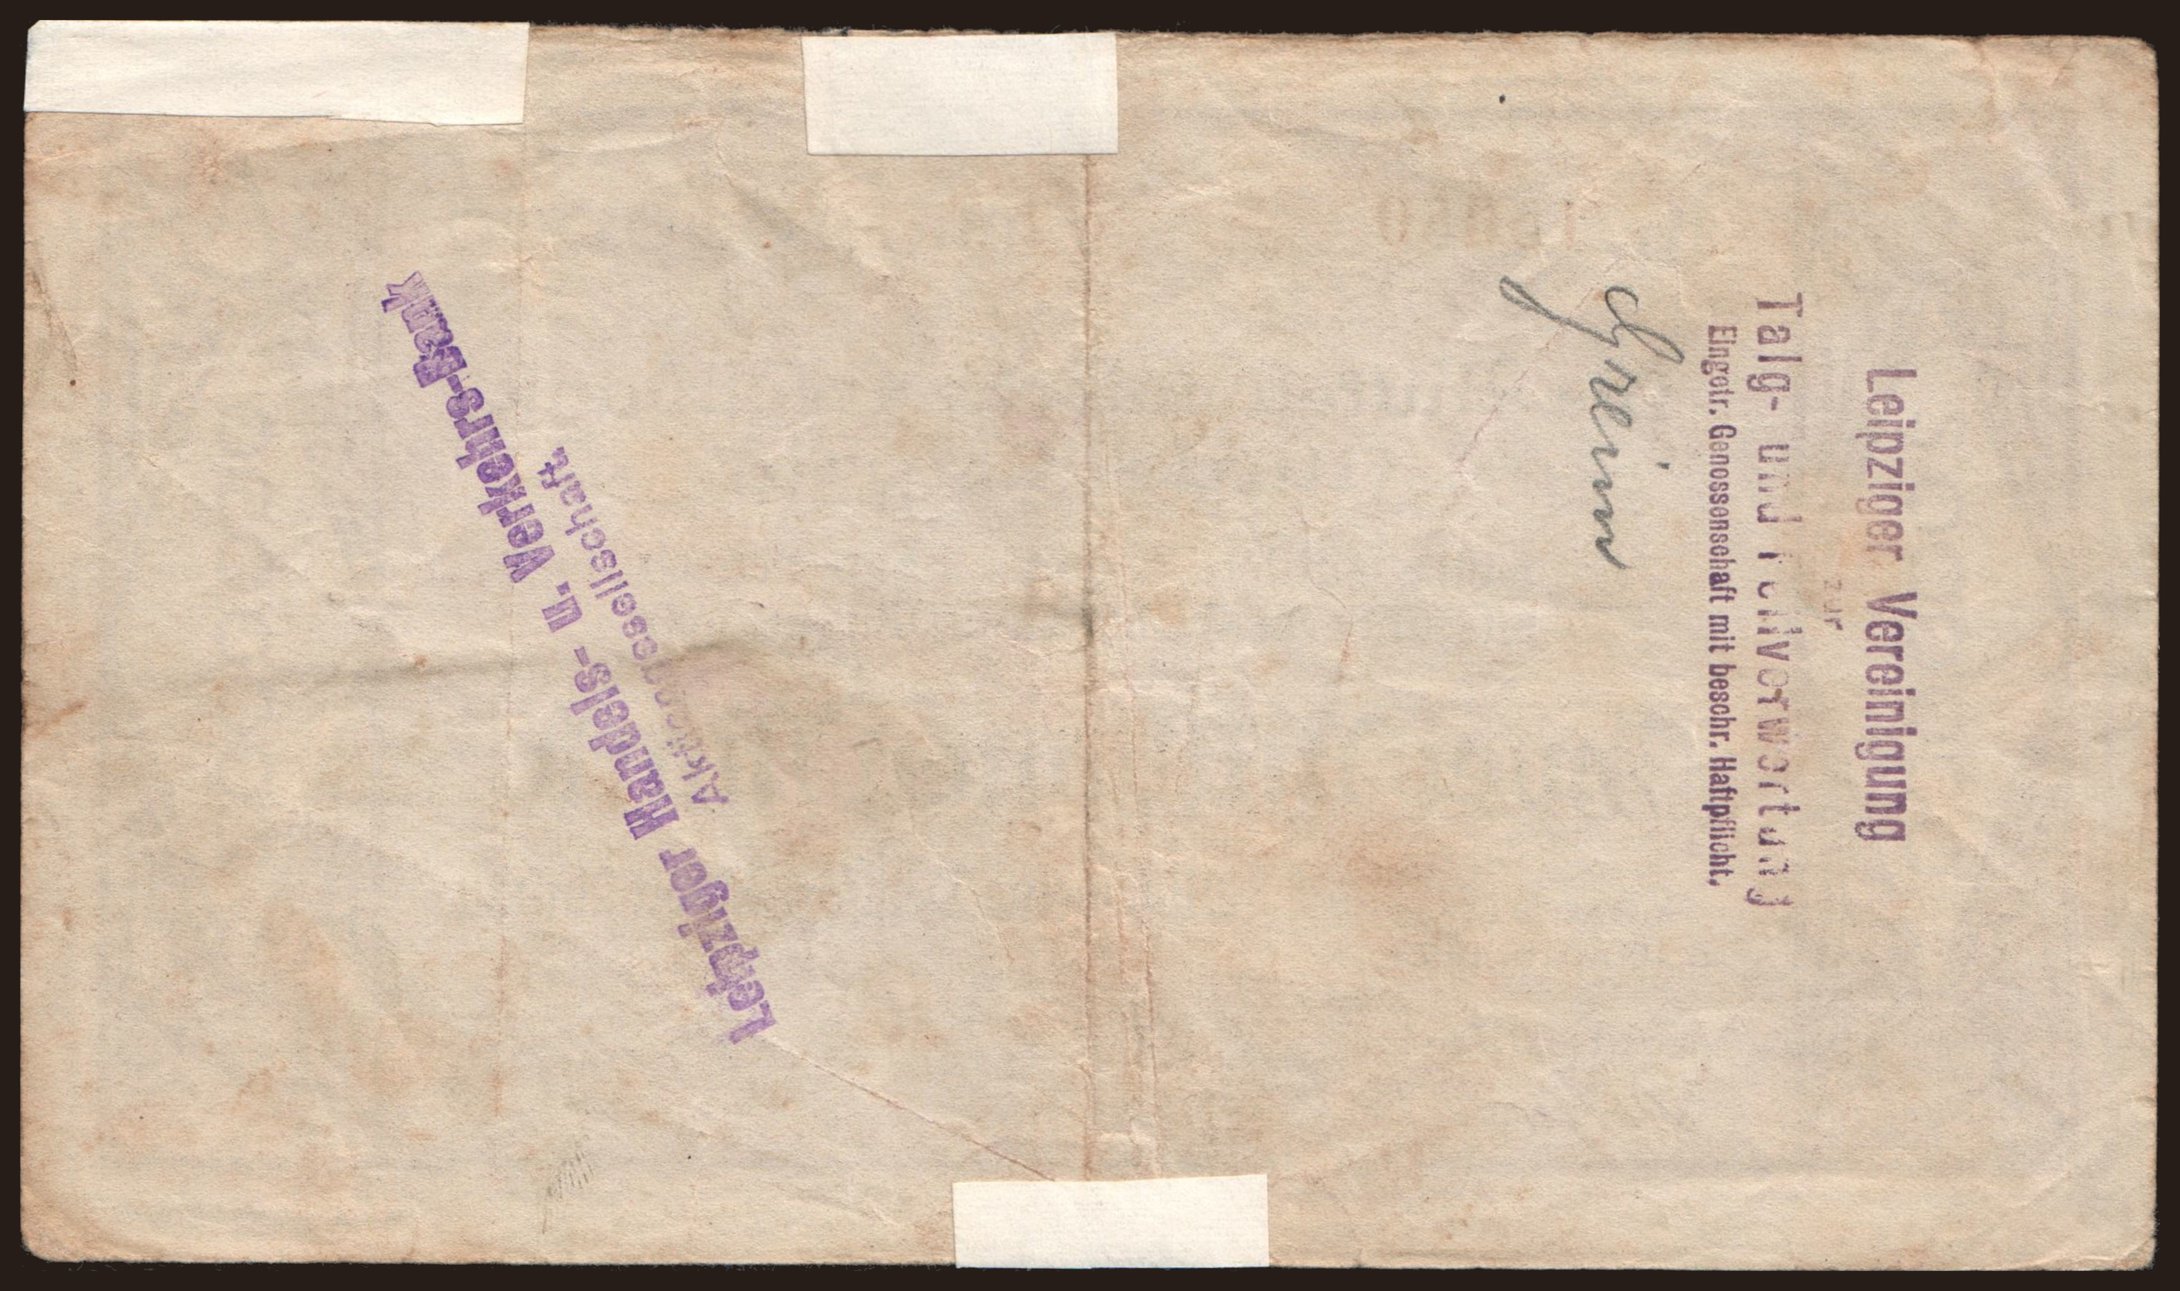 Leipziger Vereinigung
zur
Talg- und Fellverwertung
Eingetr. Genossenschaft mit beschr. Haftpflicht.
Leipziger Handels- u. Verkehrs-Bank
Aktiengesellschaft.